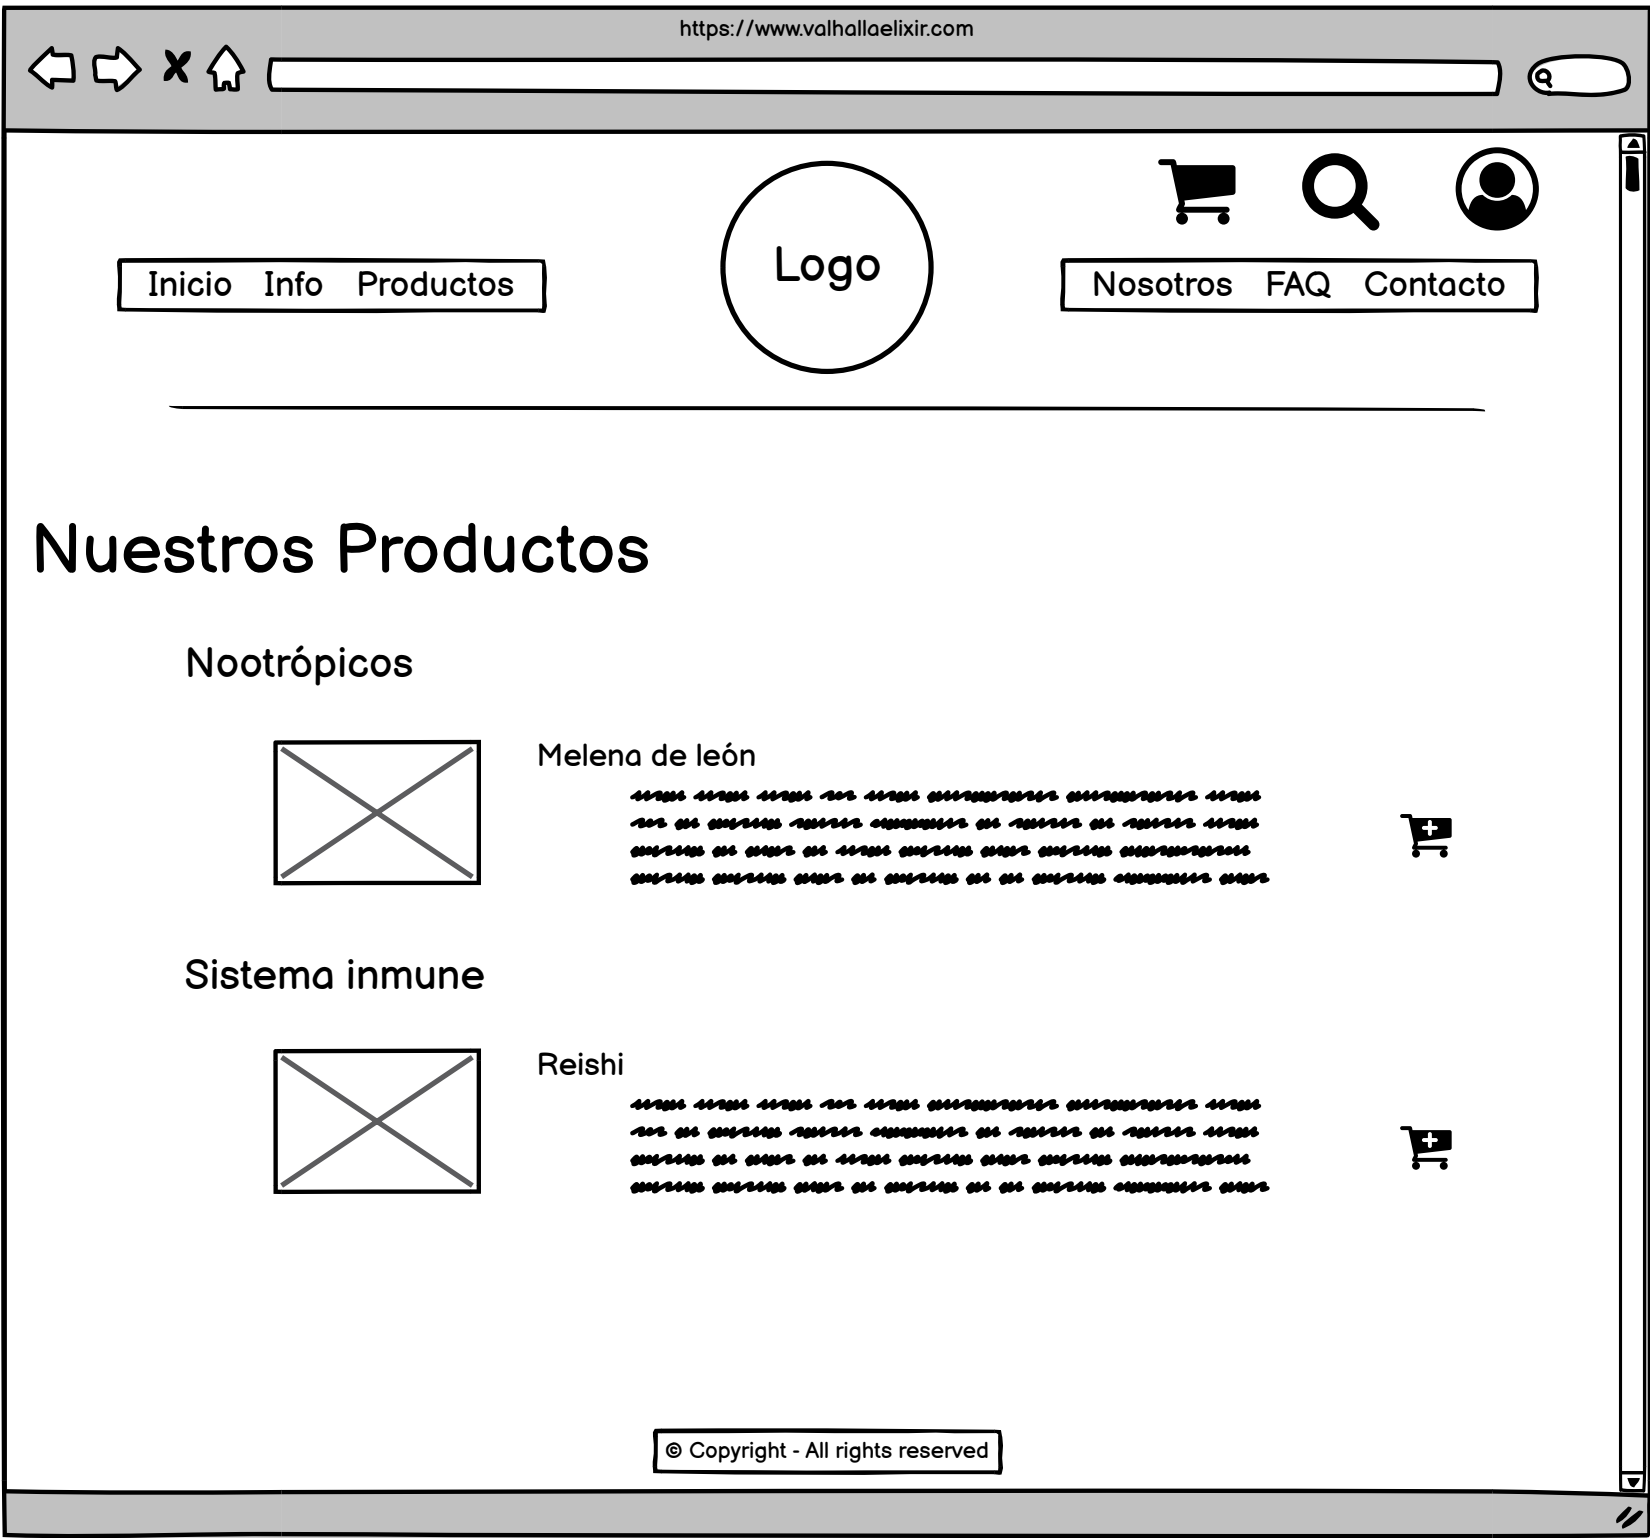 https://www.valhallaelixir.com
Inicio Info Productos
Logo
Nosotros FAQ Contacto
Nuestros Productos
Nootrópicos
Melena de león
Sistema inmune
Reishi
© Copyright - All rights reserved